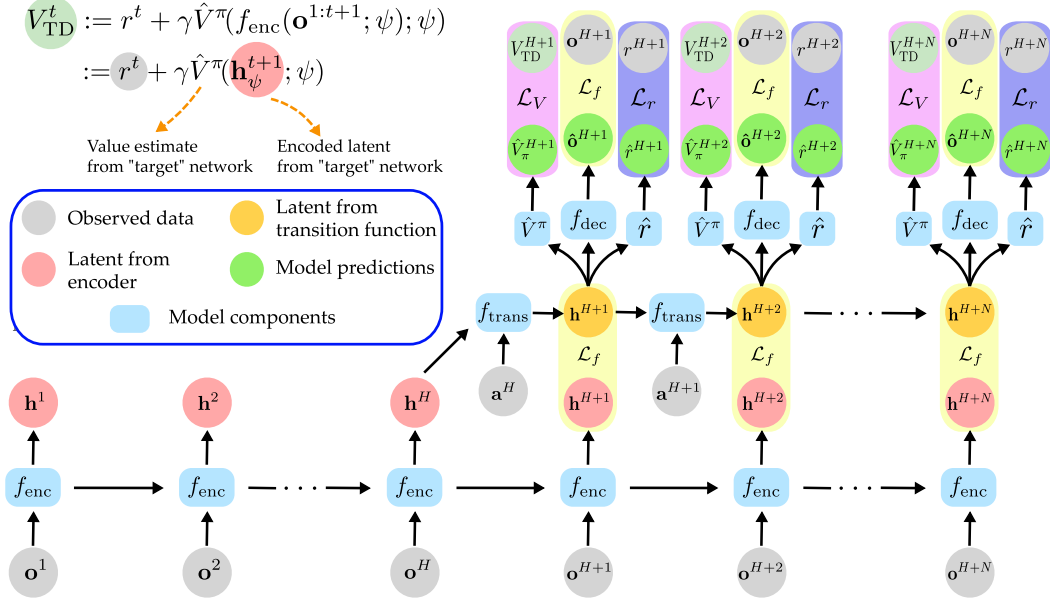 V_TD^t := r^t + γV̂^π(f_enc(o^{1:t+1}; ψ); ψ)
:= r^t + γV̂^π(h_ψ^{t+1}; ψ)
Value estimate
from "target" network
Encoded latent
from "target" network
Observed data
Latent from
transition function
Latent from
encoder
Model predictions
Model components
V_TD^{H+1} o^{H+1} r^{H+1} V_TD^{H+2} o^{H+2} r^{H+2} V_TD^{H+N} o^{H+N} r^{H+N}
ℒ_V ℒ_f ℒ_r ℒ_V ℒ_f ℒ_r ℒ_V ℒ_f ℒ_r
V̂_π^{H+1} ô^{H+1} r̂^{H+1} V̂_π^{H+2} ô^{H+2} r̂^{H+2} V̂_π^{H+N} ô^{H+N} r̂^{H+N}
V̂^π f_dec r̂ V̂^π f_dec r̂ V̂^π f_dec r̂
f_trans h^{H+1} f_trans h^{H+2} · · · h^{H+N}
ℒ_f ℒ_f ℒ_f
a^H a^{H+1}
h^1 h^2 h^H h^{H+1} h^{H+2} h^{H+N}
f_enc f_enc · · · f_enc f_enc f_enc · · · f_enc
o^1 o^2 o^H o^{H+1} o^{H+2} o^{H+N}